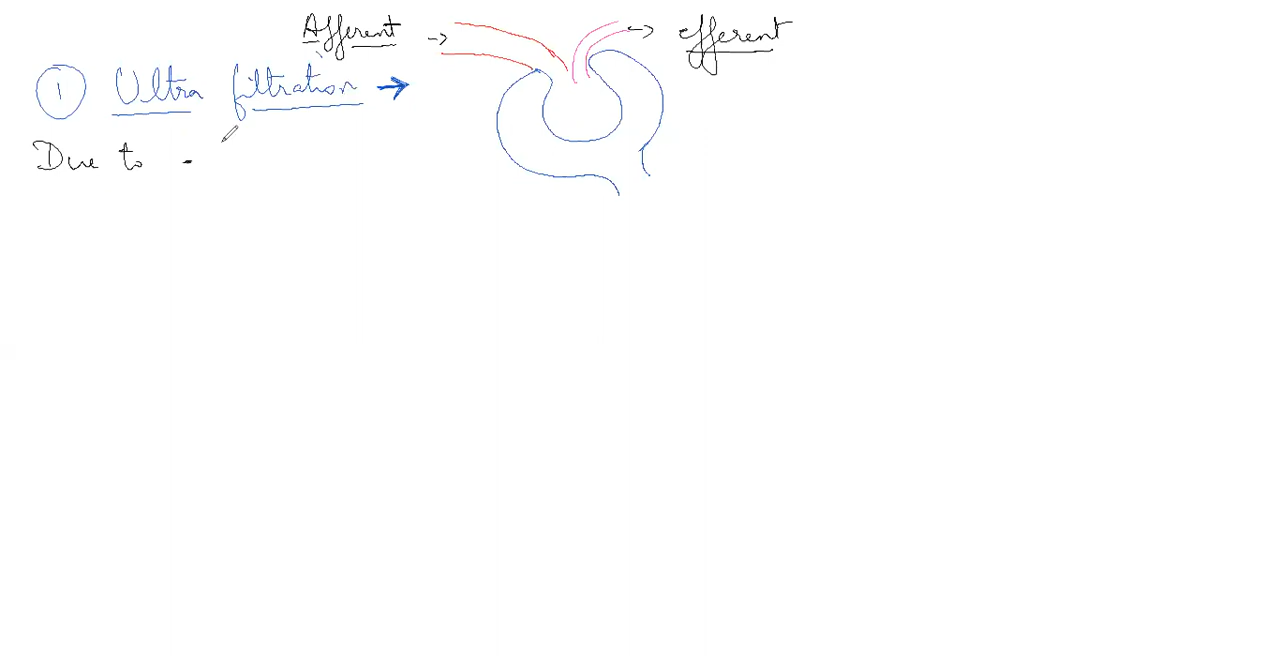 Afferent -> -> efferent
① Ultra filtration →
Due to -